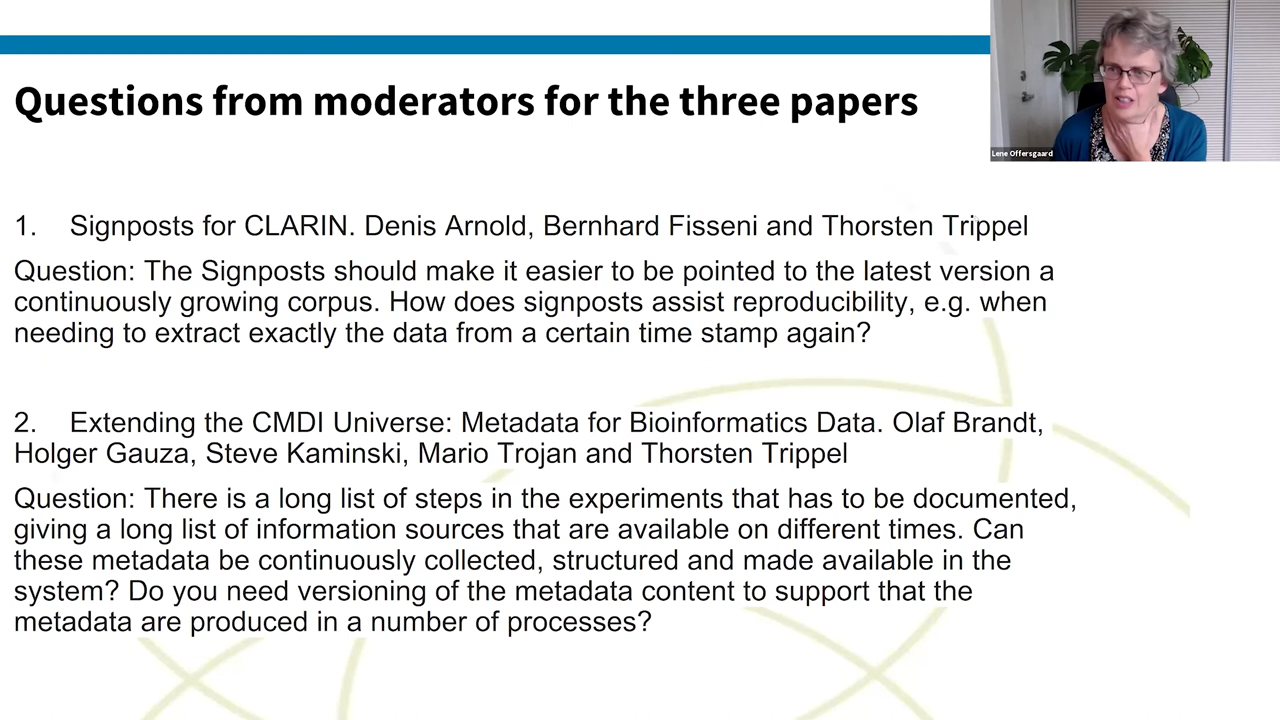 Questions from moderators for the three papers
Lene Offersgaard
1. Signposts for CLARIN. Denis Arnold, Bernhard Fisseni and Thorsten Trippel
Question: The Signposts should make it easier to be pointed to the latest version a
continuously growing corpus. How does signposts assist reproducibility, e.g. when
needing to extract exactly the data from a certain time stamp again?
2. Extending the CMDI Universe: Metadata for Bioinformatics Data. Olaf Brandt,
Holger Gauza, Steve Kaminski, Mario Trojan and Thorsten Trippel
Question: There is a long list of steps in the experiments that has to be documented,
giving a long list of information sources that are available on different times. Can
these metadata be continuously collected, structured and made available in the
system? Do you need versioning of the metadata content to support that the
metadata are produced in a number of processes?